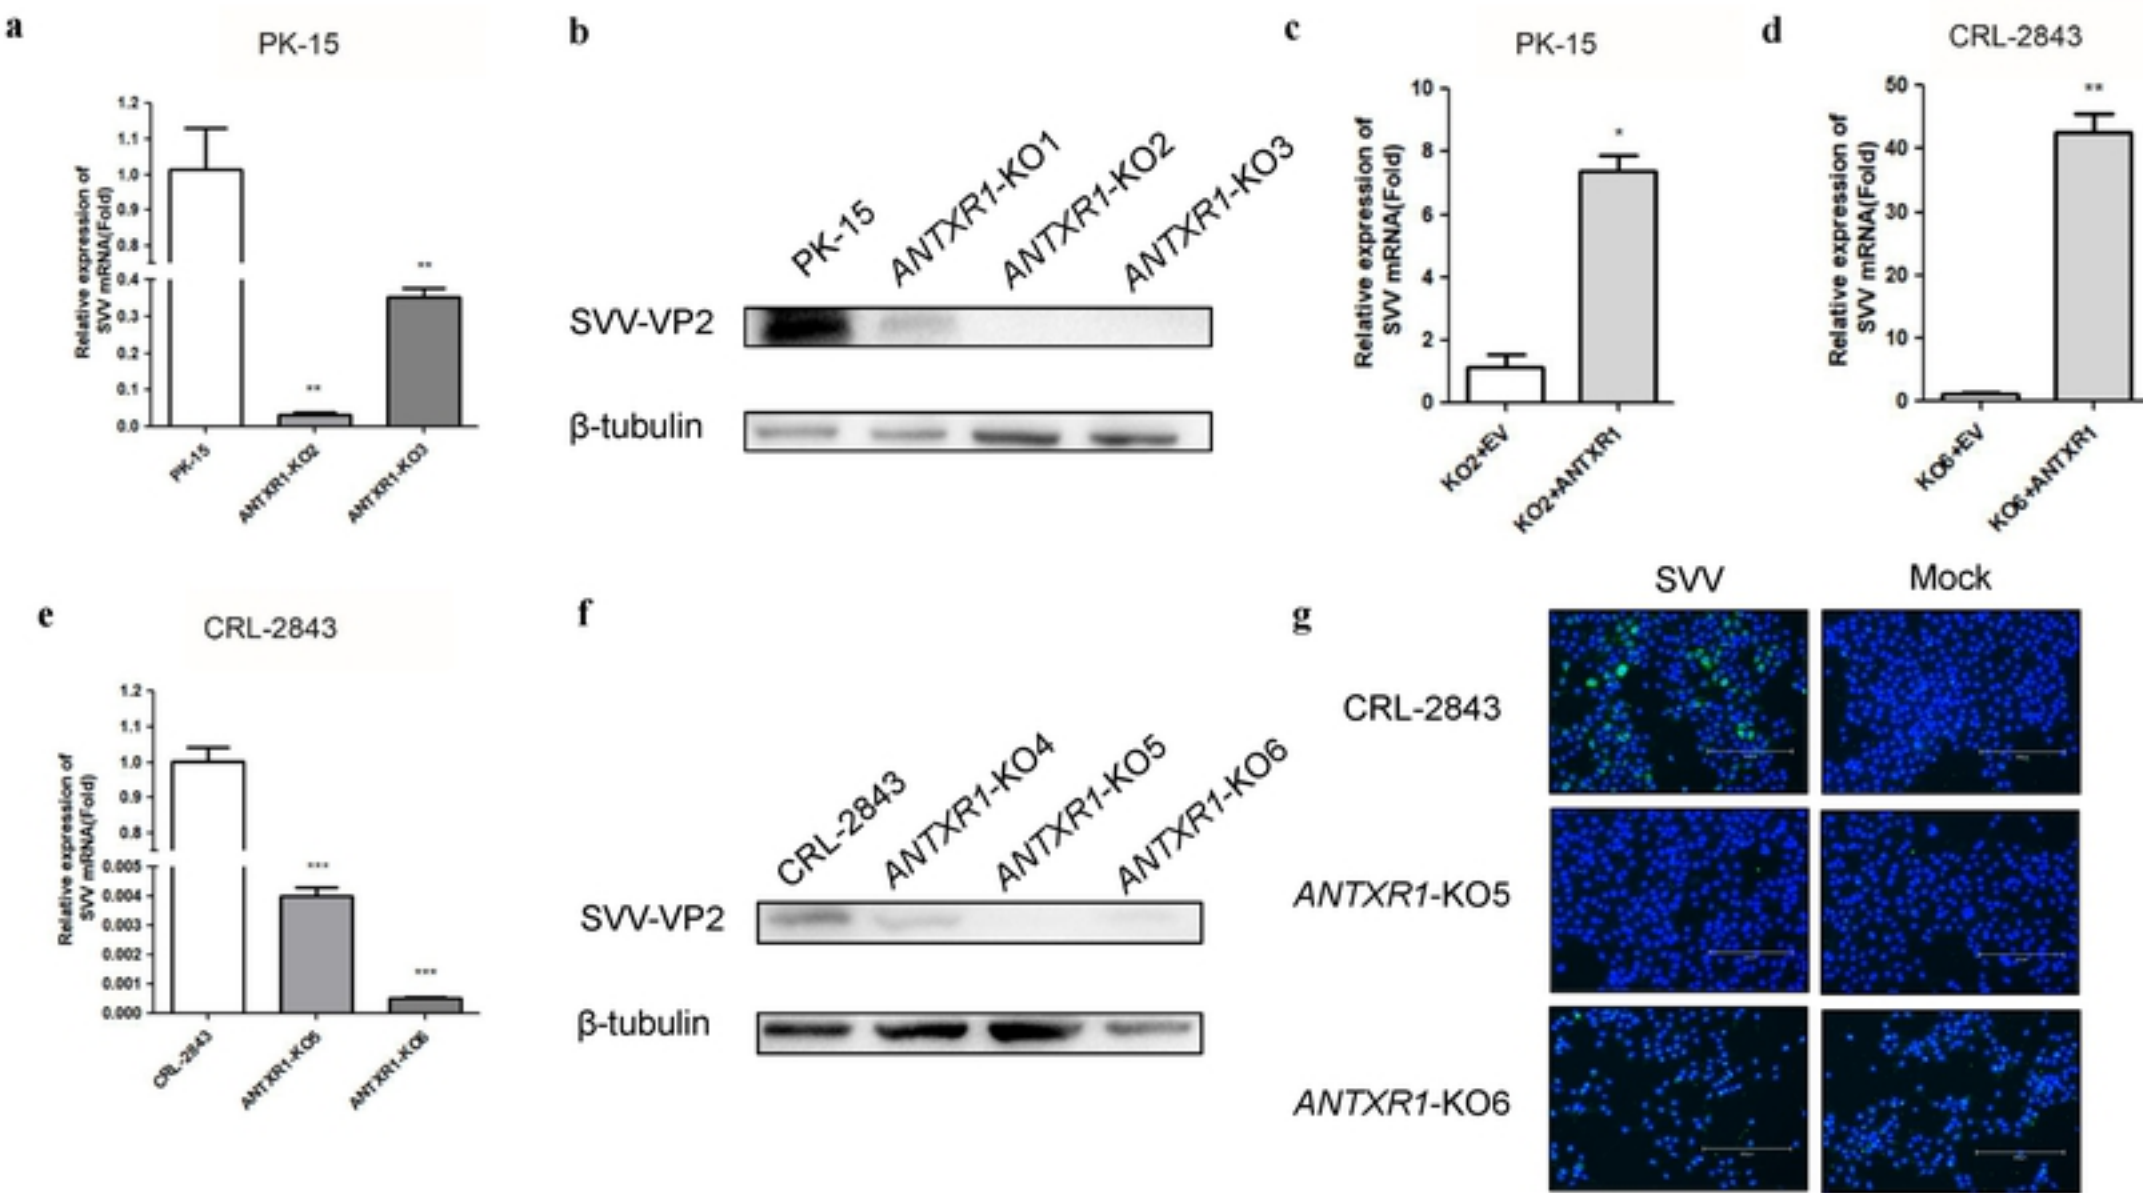 a
PK-15
Relative expression of
SVV mRNA(Fold)
1.2
1.1
1.0
0.9
0.8
0.4
0.3
0.2
0.1
0.0
**
**
PK-15
ANTXR1-KO2
ANTXR1-KO3
b
PK-15
ANTXR1-KO1
ANTXR1-KO2
ANTXR1-KO3
SVV-VP2
β-tubulin
c
PK-15
Relative expression of
SVV mRNA(Fold)
10
8
6
4
2
0
*
KO2+EV
KO2+ANTXR1
d
CRL-2843
Relative expression of
SVV mRNA(Fold)
50
40
30
20
10
0
**
KO6+EV
KO6+ANTXR1
e
CRL-2843
Relative expression of
SVV mRNA(Fold)
1.2
1.1
1.0
0.9
0.8
0.005
0.004
0.003
0.002
0.001
0.000
***
***
CRL-2843
ANTXR1-KO5
ANTXR1-KO6
f
CRL-2843
ANTXR1-KO4
ANTXR1-KO5
ANTXR1-KO6
SVV-VP2
β-tubulin
g
SVV
Mock
CRL-2843
ANTXR1-KO5
ANTXR1-KO6